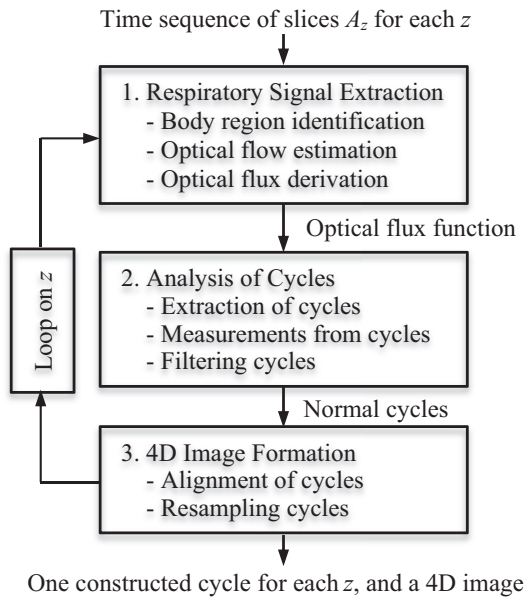 Time sequence of slices A_z for each z
1. Respiratory Signal Extraction
- Body region identification
- Optical flow estimation
- Optical flux derivation
Optical flux function
Loop on z
2. Analysis of Cycles
- Extraction of cycles
- Measurements from cycles
- Filtering cycles
Normal cycles
3. 4D Image Formation
- Alignment of cycles
- Resampling cycles
One constructed cycle for each z, and a 4D image